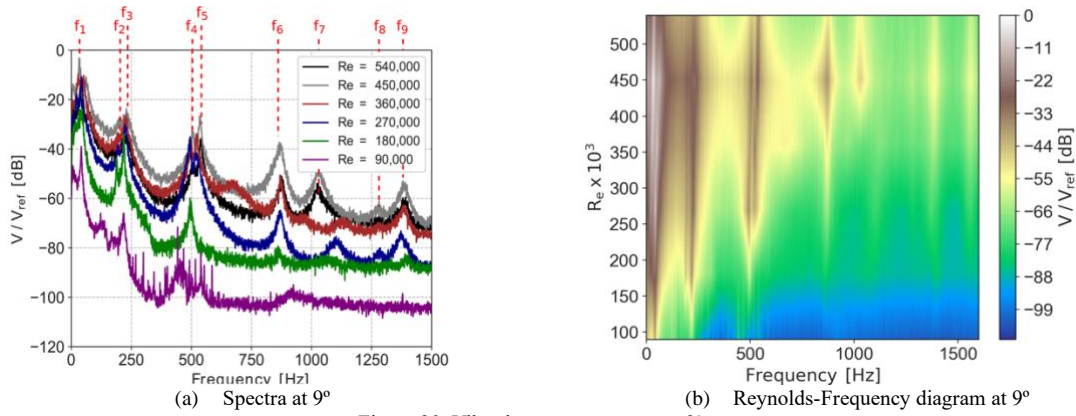 f1 f2 f3 f4 f5 f6 f7 f8 f9
0
−20
−40
−60
−80
−100
−120
V / Vref [dB]
Re = 540,000
Re = 450,000
Re = 360,000
Re = 270,000
Re = 180,000
Re = 90,000
0 250 500 750 1000 1250 1500
Frequency [Hz]
(a) Spectra at 9º
500
450
400
350
300
250
200
150
100
Re x 10³
0 500 1000 1500
Frequency [Hz]
0
−11
−22
−33
−44
−55
−66
−77
−88
−99
V / Vref [dB]
(b) Reynolds-Frequency diagram at 9º